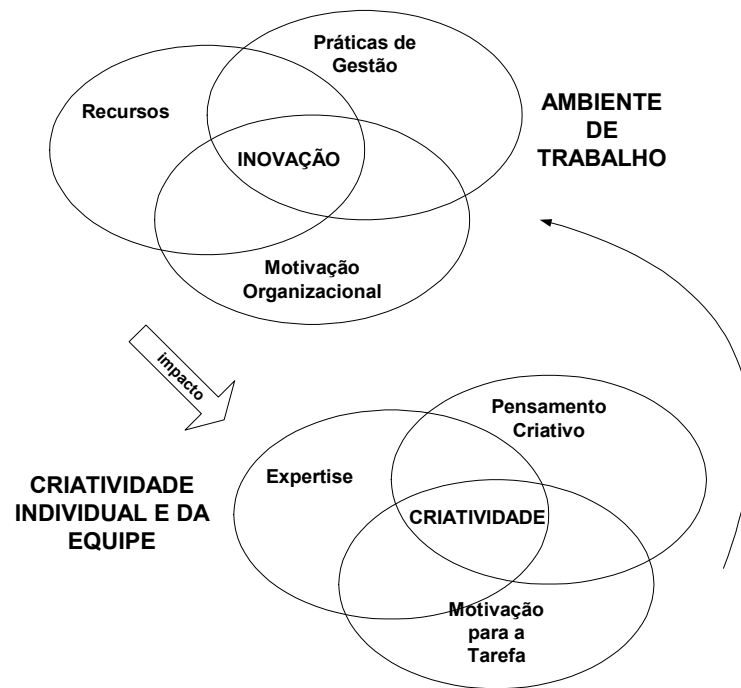 Práticas de
Gestão
Recursos
AMBIENTE
DE
TRABALHO
INOVAÇÃO
Motivação
Organizacional
impacto
Pensamento
Criativo
Expertise
CRIATIVIDADE
INDIVIDUAL E DA
EQUIPE
CRIATIVIDADE
Motivação
para a
Tarefa